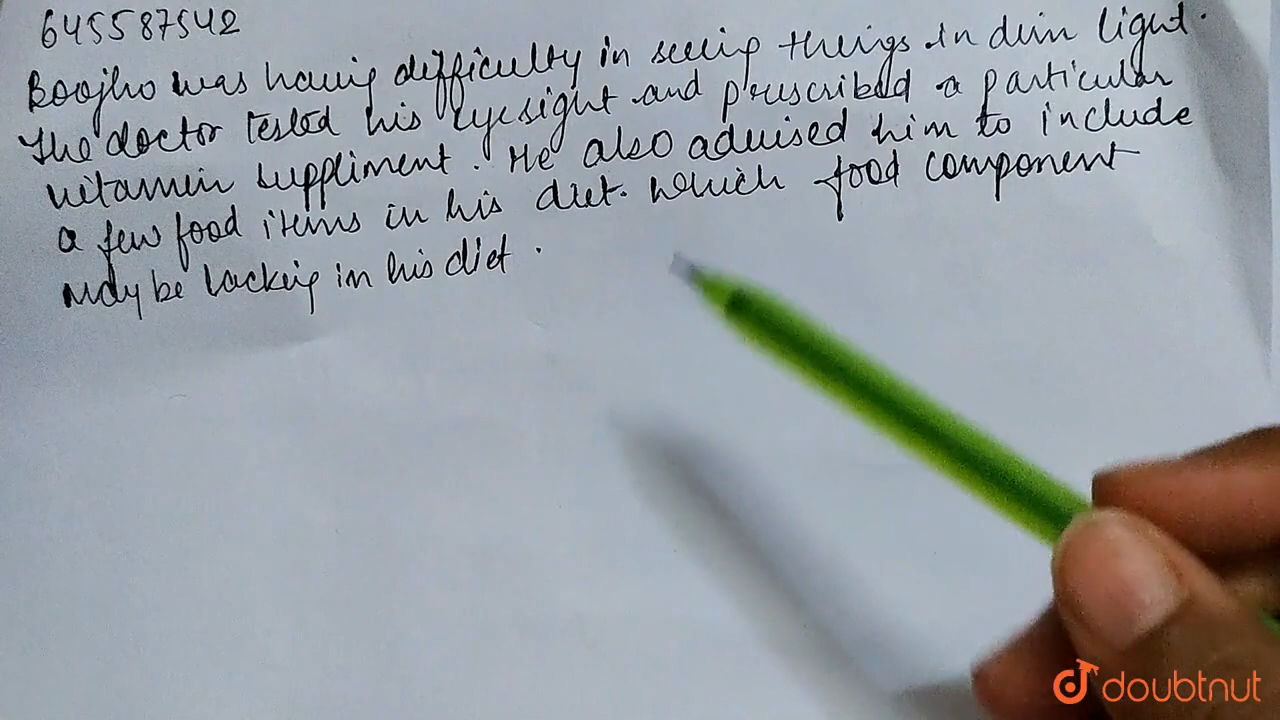 645587542
Boojho was having difficulty in seeing things in dim light.
The doctor tested his eyesight and prescribed a particular
vitamin suppliment. He also advised him to include
a few food items in his diet. which food component
may be lacking in his diet.
doubtnut